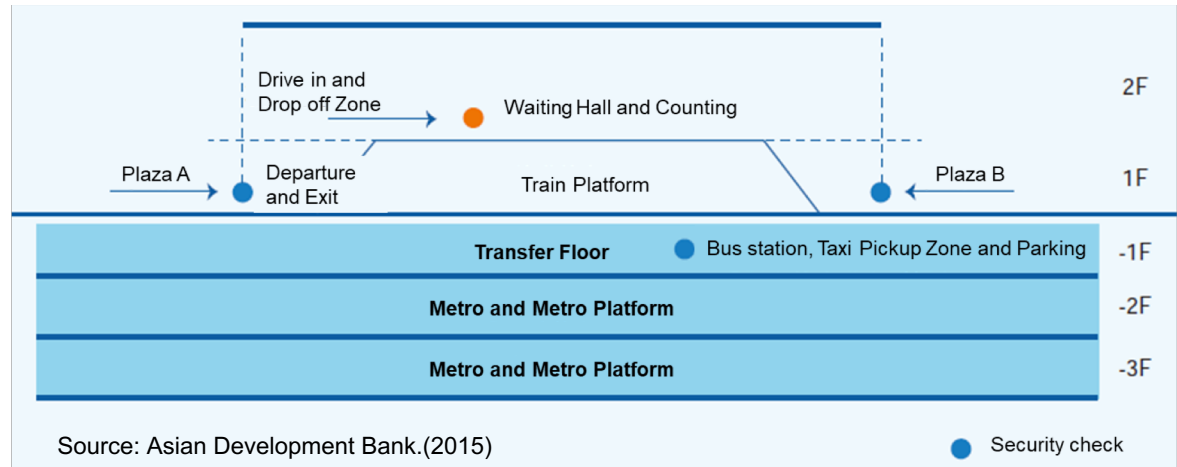 Drive in and
Drop off Zone
Waiting Hall and Counting
2F
Plaza A
Departure
and Exit
Train Platform
Plaza B
1F
Transfer Floor
Bus station, Taxi Pickup Zone and Parking
-1F
Metro and Metro Platform
-2F
Metro and Metro Platform
-3F
Source: Asian Development Bank.(2015)
Security check